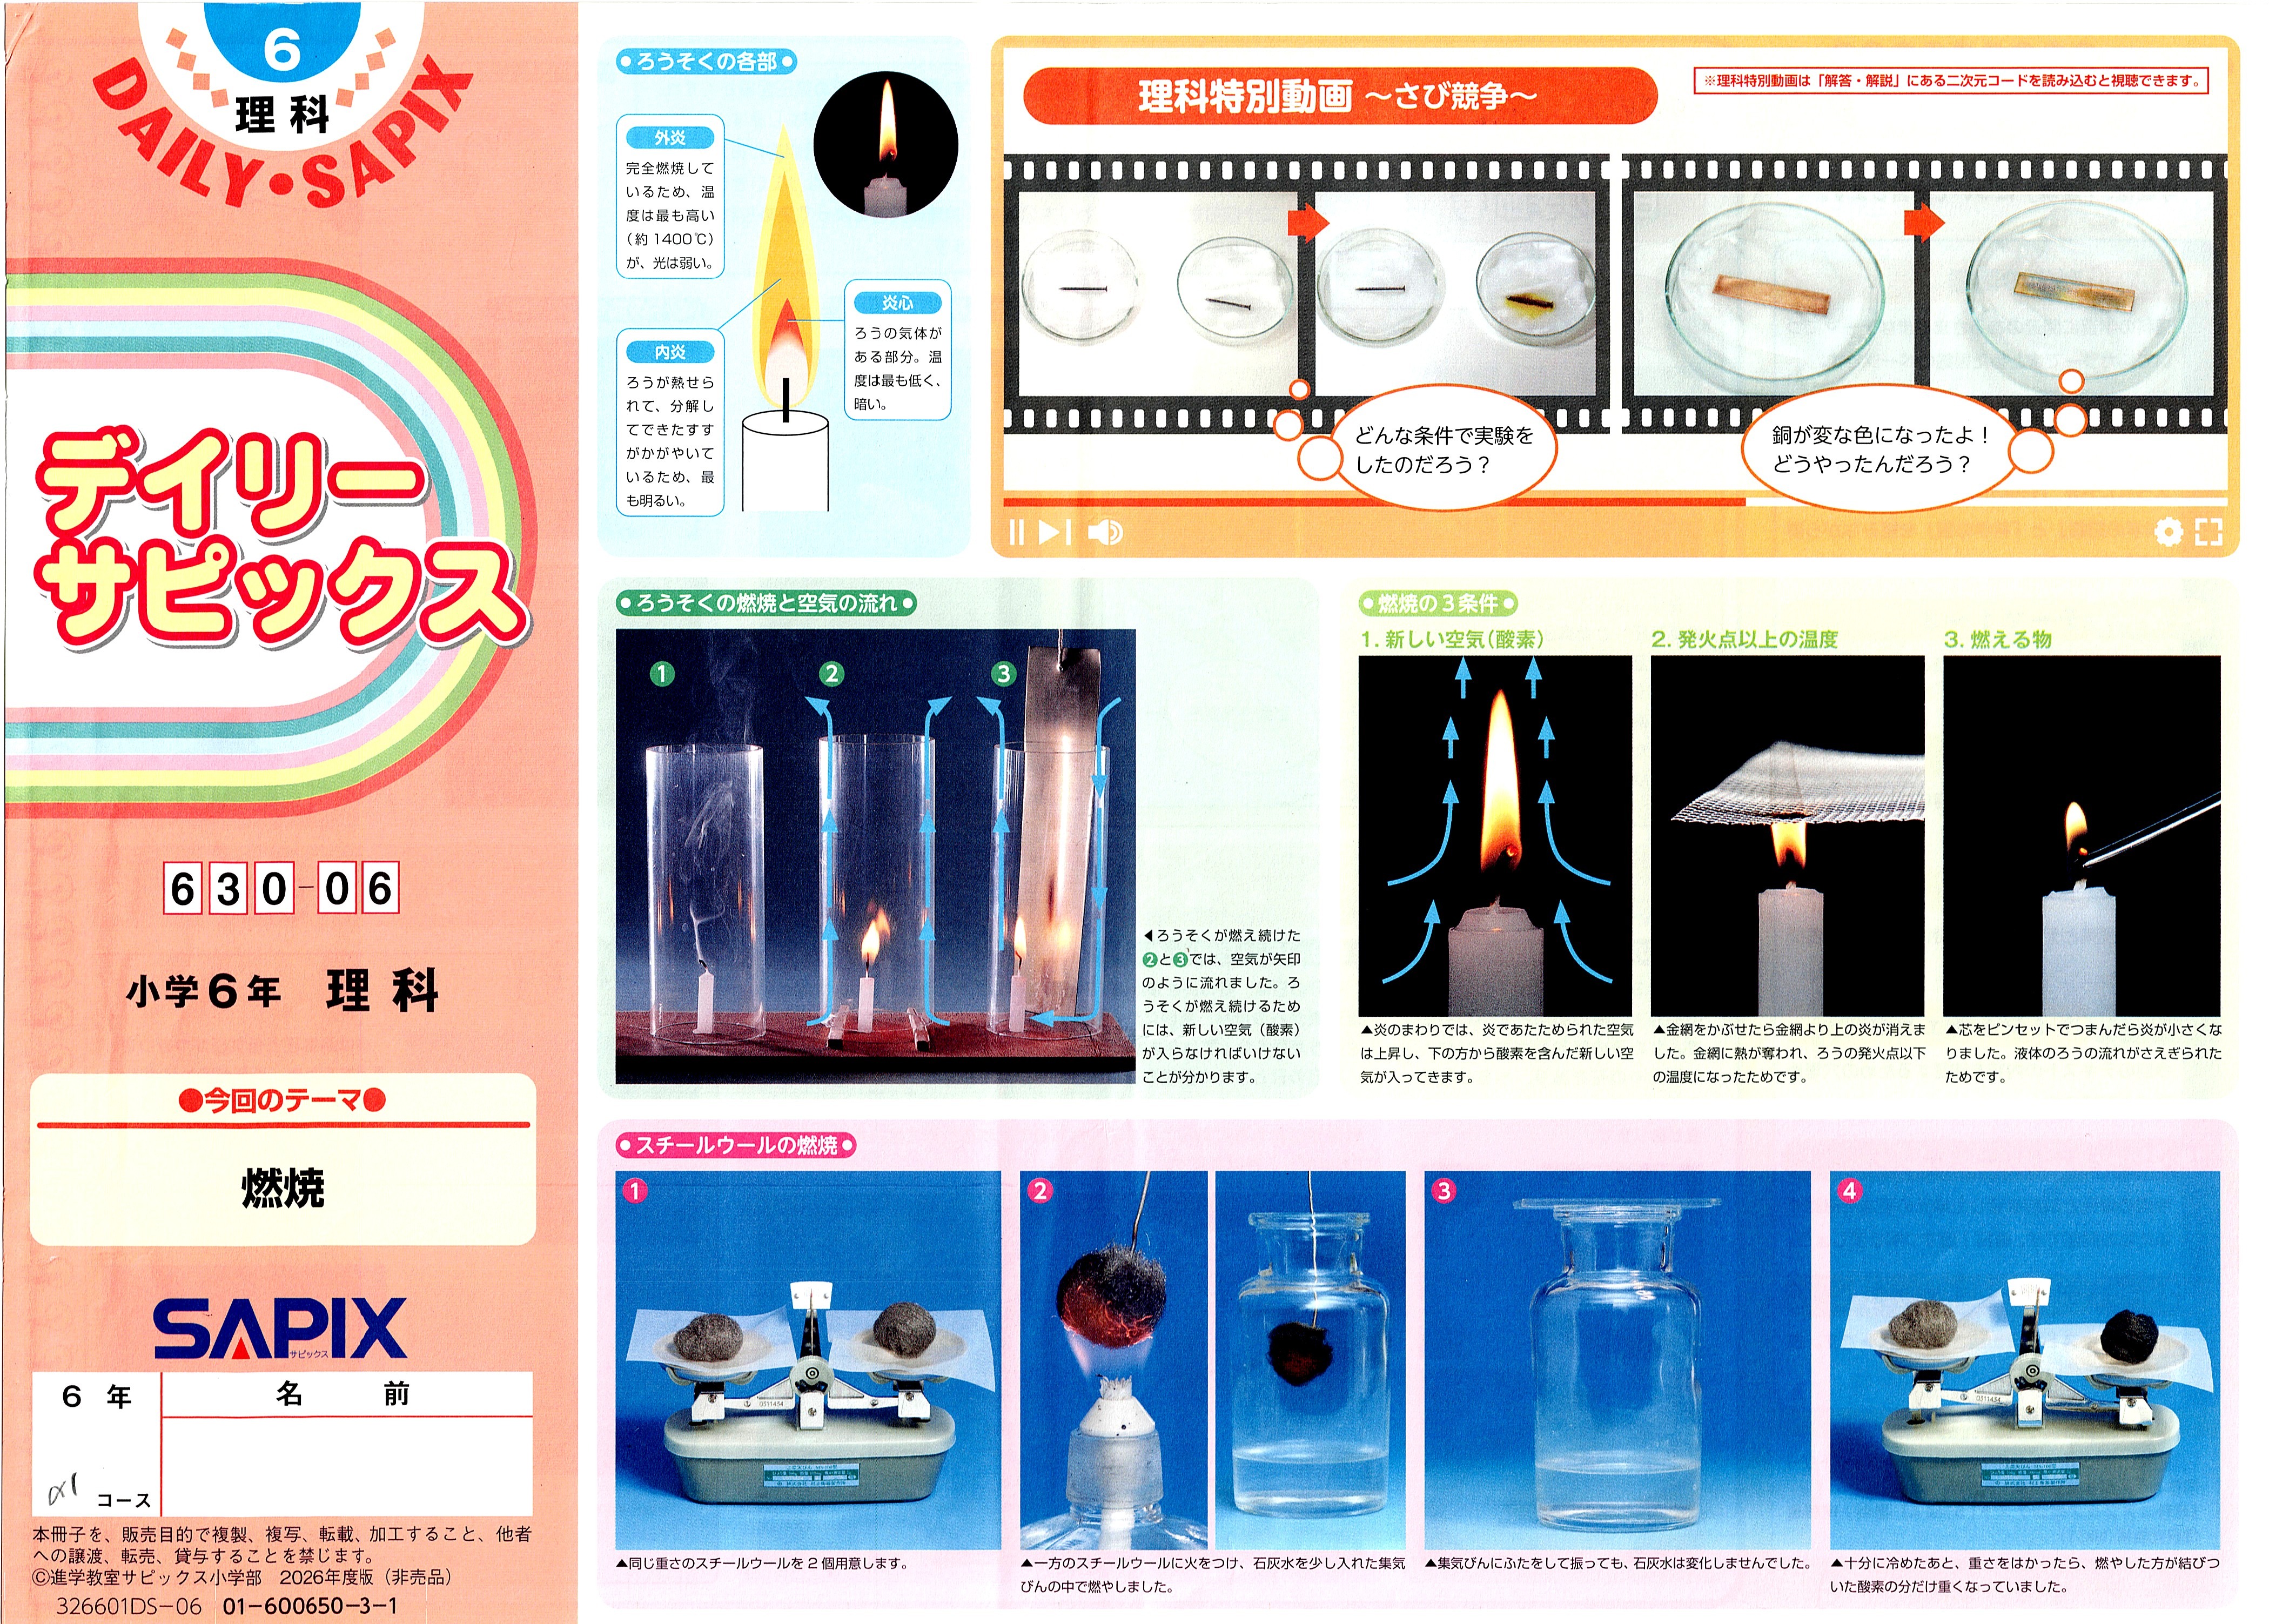 6
理科
DAILY・SAPIX
デイリー
サピックス
630-06
小学6年 理科
●今回のテーマ●
燃焼
SAPIX
サピックス
6年
名前
α1 コース
本冊子を、販売目的で複製、複写、転載、加工すること、他者
への譲渡、転売、貸与することを禁じます。
©進学教室サピックス小学部 2026年度版（非売品）
326601DS-06 01-600650-3-1
●ろうそくの各部●
外炎
完全燃焼して
いるため、温
度は最も高い
（約1400℃）
が、光は弱い。
内炎
ろうが熱せら
れて、分解し
てできたすす
がかがやいて
いるため、最
も明るい。
炎心
ろうの気体が
ある部分。温
度は最も低く、
暗い。
理科特別動画 〜さび競争〜
※理科特別動画は「解答・解説」にある二次元コードを読み込むと視聴できます。
どんな条件で実験を
したのだろう？
銅が変な色になったよ！
どうやったんだろう？
●ろうそくの燃焼と空気の流れ●
1
2
3
◀ろうそくが燃え続けた
2と3では、空気が矢印
のように流れました。ろ
うそくが燃え続けるため
には、新しい空気（酸素）
が入らなければいけない
ことが分かります。
●燃焼の3条件●
1. 新しい空気（酸素）
▲炎のまわりでは、炎であたためられた空気
は上昇し、下の方から酸素を含んだ新しい空
気が入ってきます。
2. 発火点以上の温度
▲金網をかぶせたら金網より上の炎が消えま
した。金網に熱が奪われ、ろうの発火点以下
の温度になったためです。
3. 燃える物
▲芯をピンセットでつまんだら炎が小さくな
りました。液体のろうの流れがさえぎられた
ためです。
●スチールウールの燃焼●
1
▲同じ重さのスチールウールを2個用意します。
2
▲一方のスチールウールに火をつけ、石灰水を少し入れた集気
びんの中で燃やしました。
3
▲集気びんにふたをして振っても、石灰水は変化しませんでした。
4
▲十分に冷めたあと、重さをはかったら、燃やした方が結びつ
いた酸素の分だけ重くなっていました。